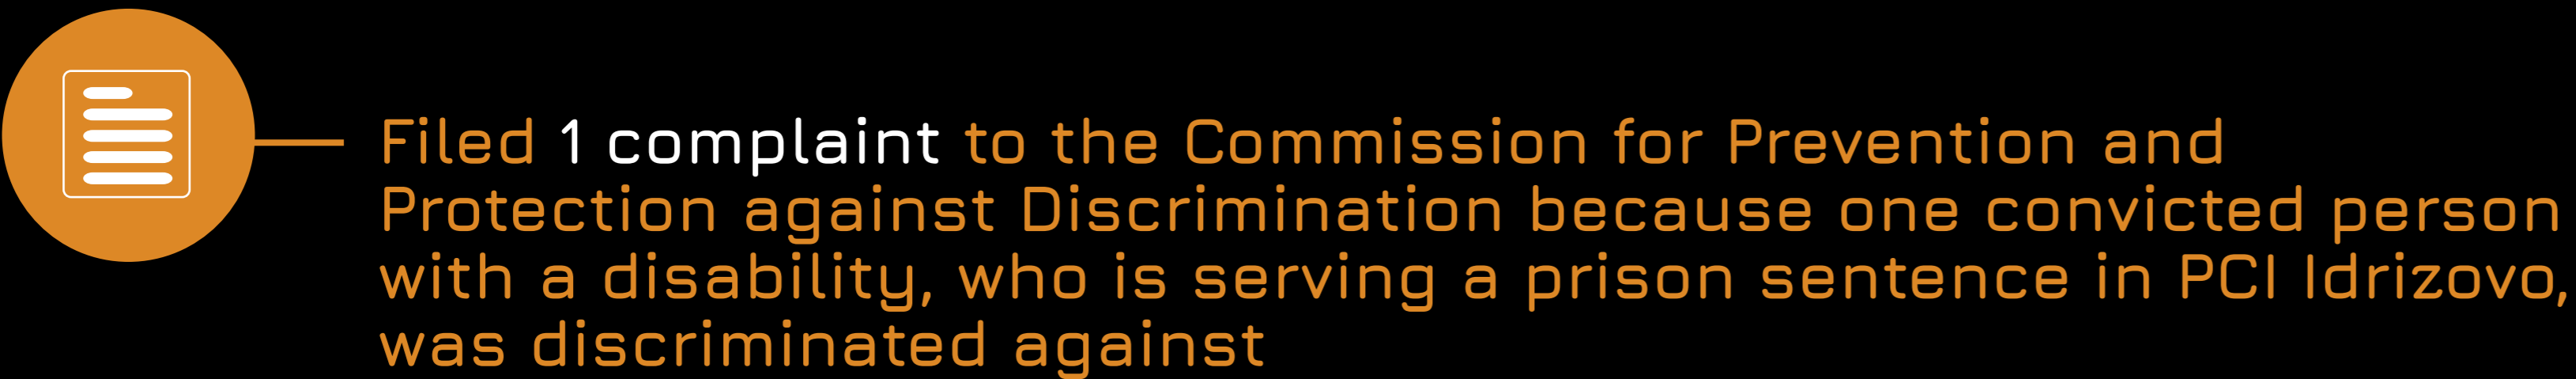 Filed 1 complaint to the Commission for Prevention and
Protection against Discrimination because one convicted person
with a disability, who is serving a prison sentence in PCI Idrizovo,
was discriminated against